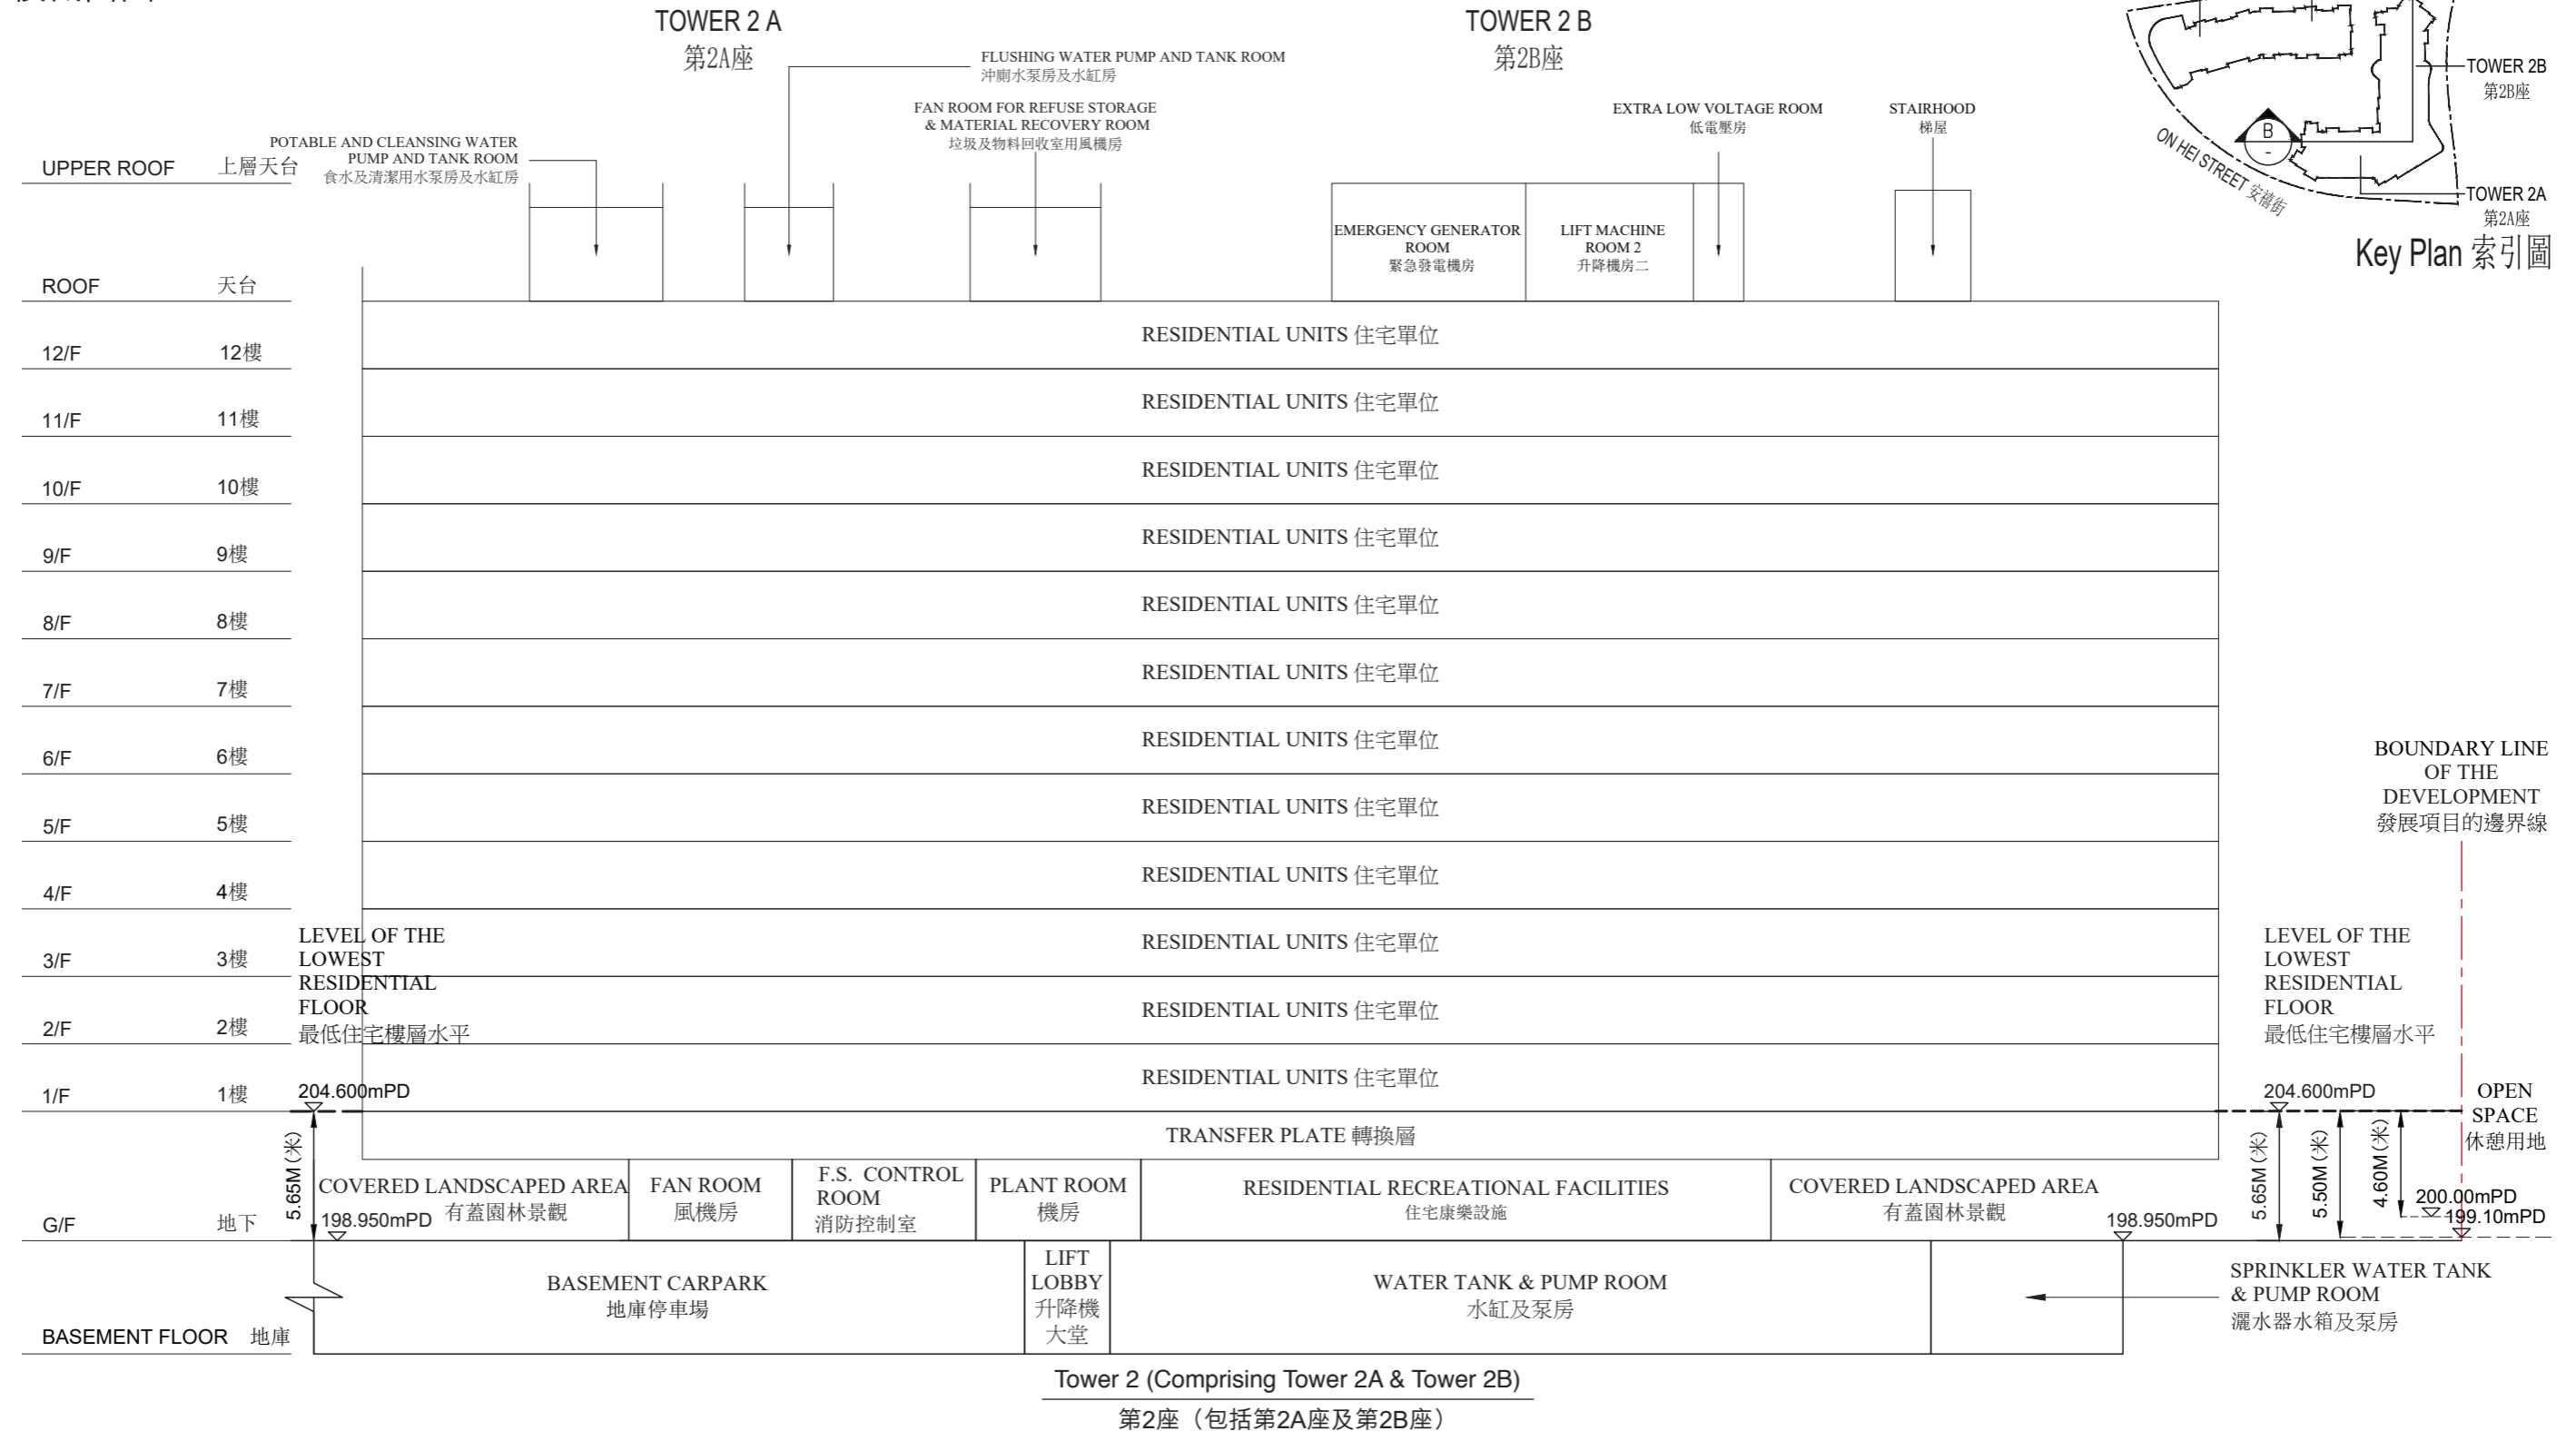 TOWER 2 A
第2A座
TOWER 2 B
第2B座
FLUSHING WATER PUMP AND TANK ROOM
沖廁水泵房及水缸房
FAN ROOM FOR REFUSE STORAGE
& MATERIAL RECOVERY ROOM
垃圾及物料回收室用風機房
POTABLE AND CLEANSING WATER
PUMP AND TANK ROOM
食水及清潔用水泵房及水缸房
EXTRA LOW VOLTAGE ROOM
低電壓房
STAIRHOOD
梯屋
TOWER 2B
第2B座
B
-
ON HEI STREET 安禧街
TOWER 2A
第2A座
Key Plan 索引圖
UPPER ROOF 上層天台
EMERGENCY GENERATOR
ROOM
緊急發電機房
LIFT MACHINE
ROOM 2
升降機房二
ROOF 天台
12/F 12樓
RESIDENTIAL UNITS 住宅單位
11/F 11樓
RESIDENTIAL UNITS 住宅單位
10/F 10樓
RESIDENTIAL UNITS 住宅單位
9/F 9樓
RESIDENTIAL UNITS 住宅單位
8/F 8樓
RESIDENTIAL UNITS 住宅單位
7/F 7樓
RESIDENTIAL UNITS 住宅單位
6/F 6樓
RESIDENTIAL UNITS 住宅單位
5/F 5樓
RESIDENTIAL UNITS 住宅單位
4/F 4樓
RESIDENTIAL UNITS 住宅單位
3/F 3樓
RESIDENTIAL UNITS 住宅單位
2/F 2樓
RESIDENTIAL UNITS 住宅單位
1/F 1樓
RESIDENTIAL UNITS 住宅單位
BOUNDARY LINE
OF THE
DEVELOPMENT
發展項目的邊界線
LEVEL OF THE
LOWEST
RESIDENTIAL
FLOOR
最低住宅樓層水平
204.600mPD
LEVEL OF THE
LOWEST
RESIDENTIAL
FLOOR
最低住宅樓層水平
204.600mPD
OPEN
SPACE
休憩用地
TRANSFER PLATE 轉換層
5.65M (米)
G/F 地下
COVERED LANDSCAPED AREA
有蓋園林景觀
198.950mPD
FAN ROOM
風機房
F.S. CONTROL
ROOM
消防控制室
PLANT ROOM
機房
RESIDENTIAL RECREATIONAL FACILITIES
住宅康樂設施
COVERED LANDSCAPED AREA
有蓋園林景觀
198.950mPD
5.65M (米)
5.50M (米)
4.60M (米)
200.00mPD
199.10mPD
BASEMENT FLOOR 地庫
BASEMENT CARPARK
地庫停車場
LIFT
LOBBY
升降機
大堂
WATER TANK & PUMP ROOM
水缸及泵房
SPRINKLER WATER TANK
& PUMP ROOM
灑水器水箱及泵房
Tower 2 (Comprising Tower 2A & Tower 2B)
第2座（包括第2A座及第2B座）